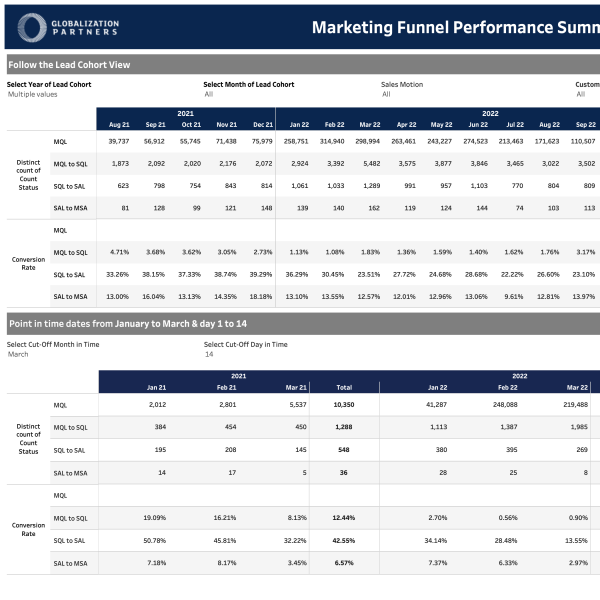 GLOBALIZATION
PARTNERS
Marketing Funnel Performance Summ
Follow the Lead Cohort View
Select Year of Lead Cohort Select Month of Lead Cohort Sales Motion Custom
Multiple values All All All
2021 2022
Aug 21 Sep 21 Oct 21 Nov 21 Dec 21 Jan 22 Feb 22 Mar 22 Apr 22 May 22 Jun 22 Jul 22 Aug 22 Sep 22
Distinct count of Count Status
MQL 39,737 56,912 55,745 71,438 75,979 258,751 314,940 298,994 263,461 243,227 274,523 213,463 171,623 110,507
MQL to SQL 1,873 2,092 2,020 2,176 2,072 2,924 3,392 5,482 3,575 3,877 3,846 3,465 3,022 3,502
SQL to SAL 623 798 754 843 814 1,061 1,033 1,289 991 957 1,103 770 804 809
SAL to MSA 81 128 99 121 148 139 140 162 119 124 144 74 103 113
Conversion Rate
MQL
MQL to SQL 4.71% 3.68% 3.62% 3.05% 2.73% 1.13% 1.08% 1.83% 1.36% 1.59% 1.40% 1.62% 1.76% 3.17%
SQL to SAL 33.26% 38.15% 37.33% 38.74% 39.29% 36.29% 30.45% 23.51% 27.72% 24.68% 28.68% 22.22% 26.60% 23.10%
SAL to MSA 13.00% 16.04% 13.13% 14.35% 18.18% 13.10% 13.55% 12.57% 12.01% 12.96% 13.06% 9.61% 12.81% 13.97%
Point in time dates from January to March & day 1 to 14
Select Cut-Off Month in Time Select Cut-Off Day in Time
March 14
2021 2022
Jan 21 Feb 21 Mar 21 Total Jan 22 Feb 22 Mar 22
Distinct count of Count Status
MQL 2,012 2,801 5,537 10,350 41,287 248,088 219,488
MQL to SQL 384 454 450 1,288 1,113 1,387 1,985
SQL to SAL 195 208 145 548 380 395 269
SAL to MSA 14 17 5 36 28 25 8
Conversion Rate
MQL
MQL to SQL 19.09% 16.21% 8.13% 12.44% 2.70% 0.56% 0.90%
SQL to SAL 50.78% 45.81% 32.22% 42.55% 34.14% 28.48% 13.55%
SAL to MSA 7.18% 8.17% 3.45% 6.57% 7.37% 6.33% 2.97%